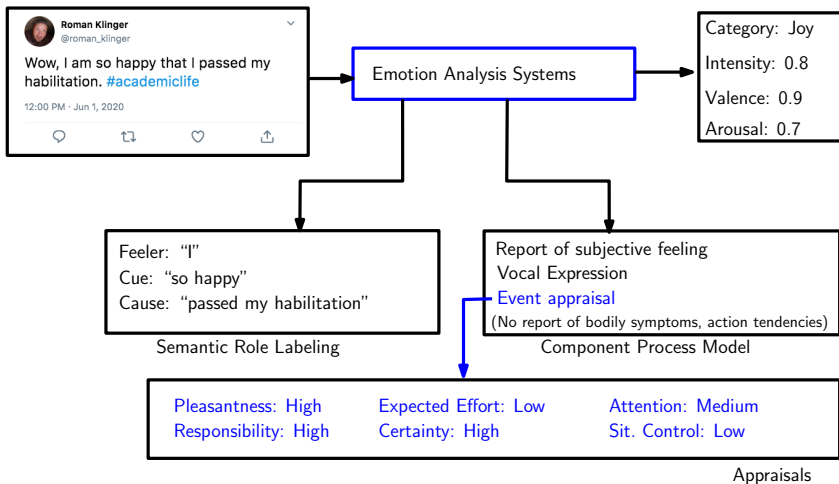 Roman Klinger
@roman_klinger
Wow, I am so happy that I passed my
habilitation. #academiclife
12:00 PM · Jun 1, 2020
Emotion Analysis Systems
Category: Joy
Intensity: 0.8
Valence: 0.9
Arousal: 0.7
Feeler: “I”
Cue: “so happy”
Cause: “passed my habilitation”
Semantic Role Labeling
Report of subjective feeling
Vocal Expression
Event appraisal
(No report of bodily symptoms, action tendencies)
Component Process Model
Pleasantness: High Expected Effort: Low Attention: Medium
Responsibility: High Certainty: High Sit. Control: Low
Appraisals